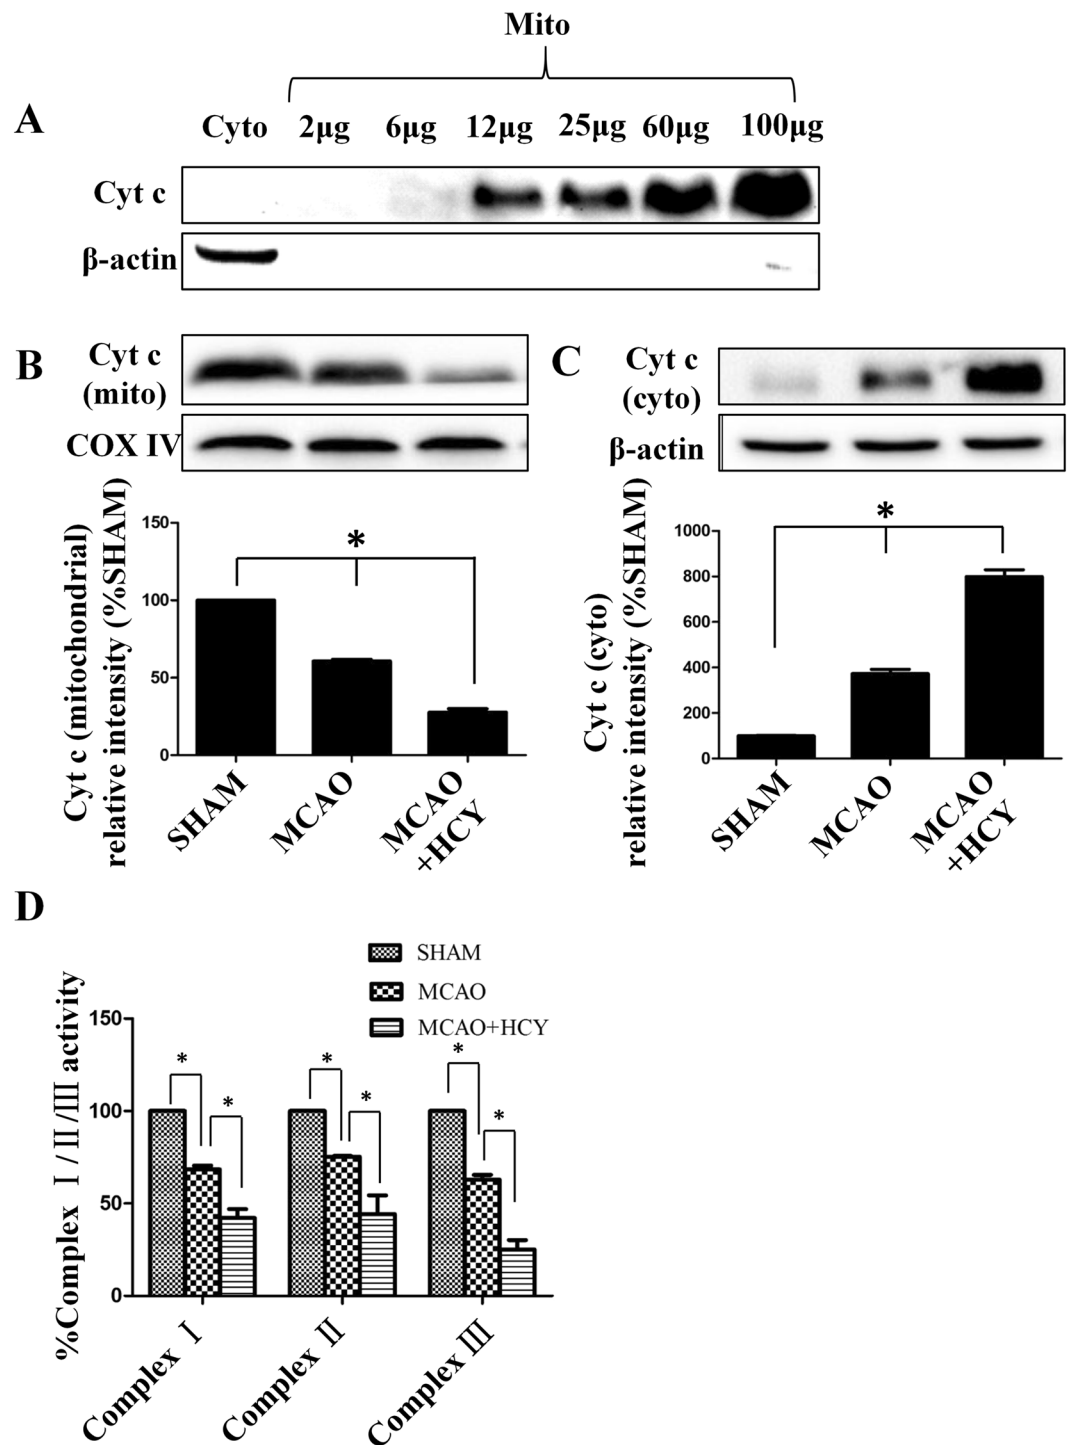 Mito
A
Cyto 2μg 6μg 12μg 25μg 60μg 100μg
Cyt c
β-actin
B
Cyt c
(mito)
COX IV
Cyt c (mitochondrial)
relative intensity (%SHAM)
150
100
50
0
*
SHAM
MCAO
MCAO
+HCY
C
Cyt c
(cyto)
β-actin
Cyt c (cyto)
relative intensity (%SHAM)
1000
800
600
400
200
0
*
SHAM
MCAO
MCAO
+HCY
D
SHAM
MCAO
MCAO+HCY
%Complex Ⅰ/Ⅱ/Ⅲ activity
150
100
50
0
* * * * * *
Complex Ⅰ
Complex Ⅱ
Complex Ⅲ